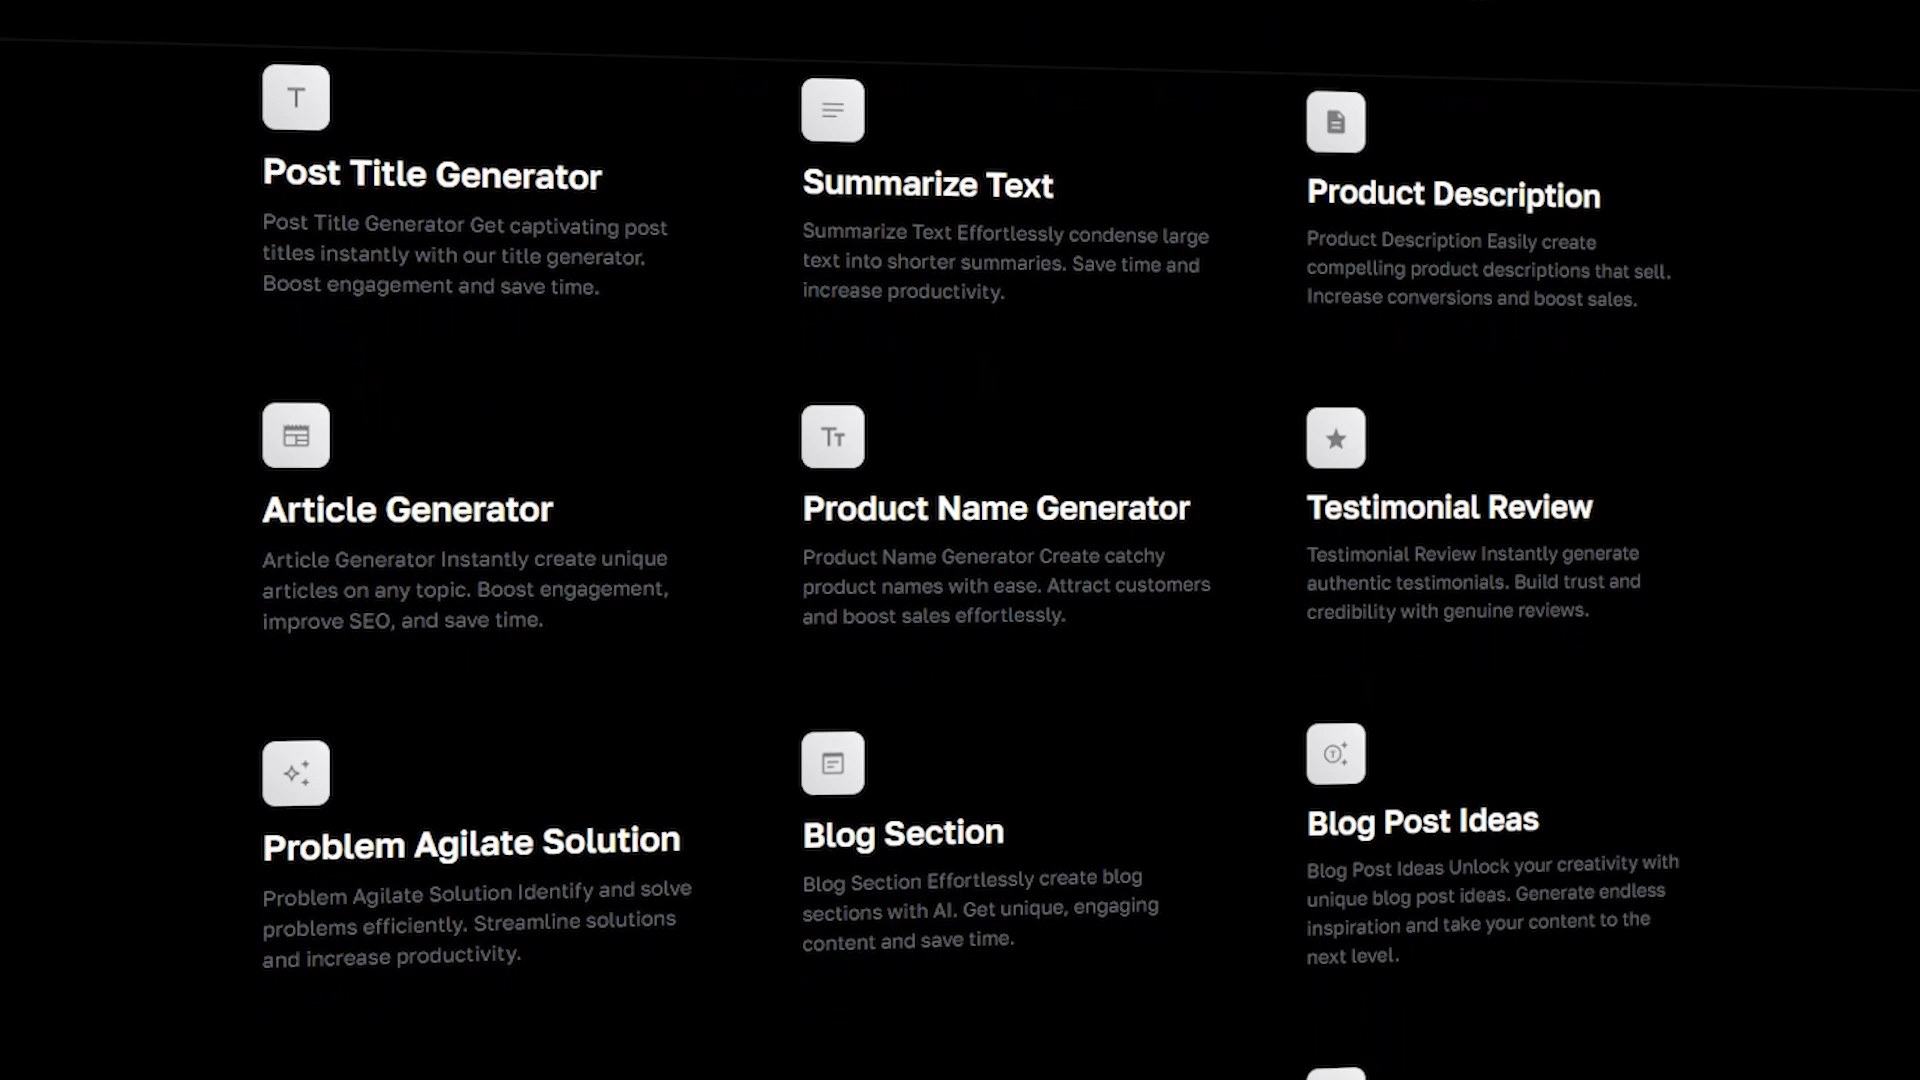 Post Title Generator
Post Title Generator Get captivating post
titles instantly with our title generator.
Boost engagement and save time.
Summarize Text
Summarize Text Effortlessly condense large
text into shorter summaries. Save time and
increase productivity.
Product Description
Product Description Easily create
compelling product descriptions that sell.
Increase conversions and boost sales.
Article Generator
Article Generator Instantly create unique
articles on any topic. Boost engagement,
improve SEO, and save time.
Product Name Generator
Product Name Generator Create catchy
product names with ease. Attract customers
and boost sales effortlessly.
Testimonial Review
Testimonial Review Instantly generate
authentic testimonials. Build trust and
credibility with genuine reviews.
Problem Agilate Solution
Problem Agilate Solution Identify and solve
problems efficiently. Streamline solutions
and increase productivity.
Blog Section
Blog Section Effortlessly create blog
sections with AI. Get unique, engaging
content and save time.
Blog Post Ideas
Blog Post Ideas Unlock your creativity with
unique blog post ideas. Generate endless
inspiration and take your content to the
next level.